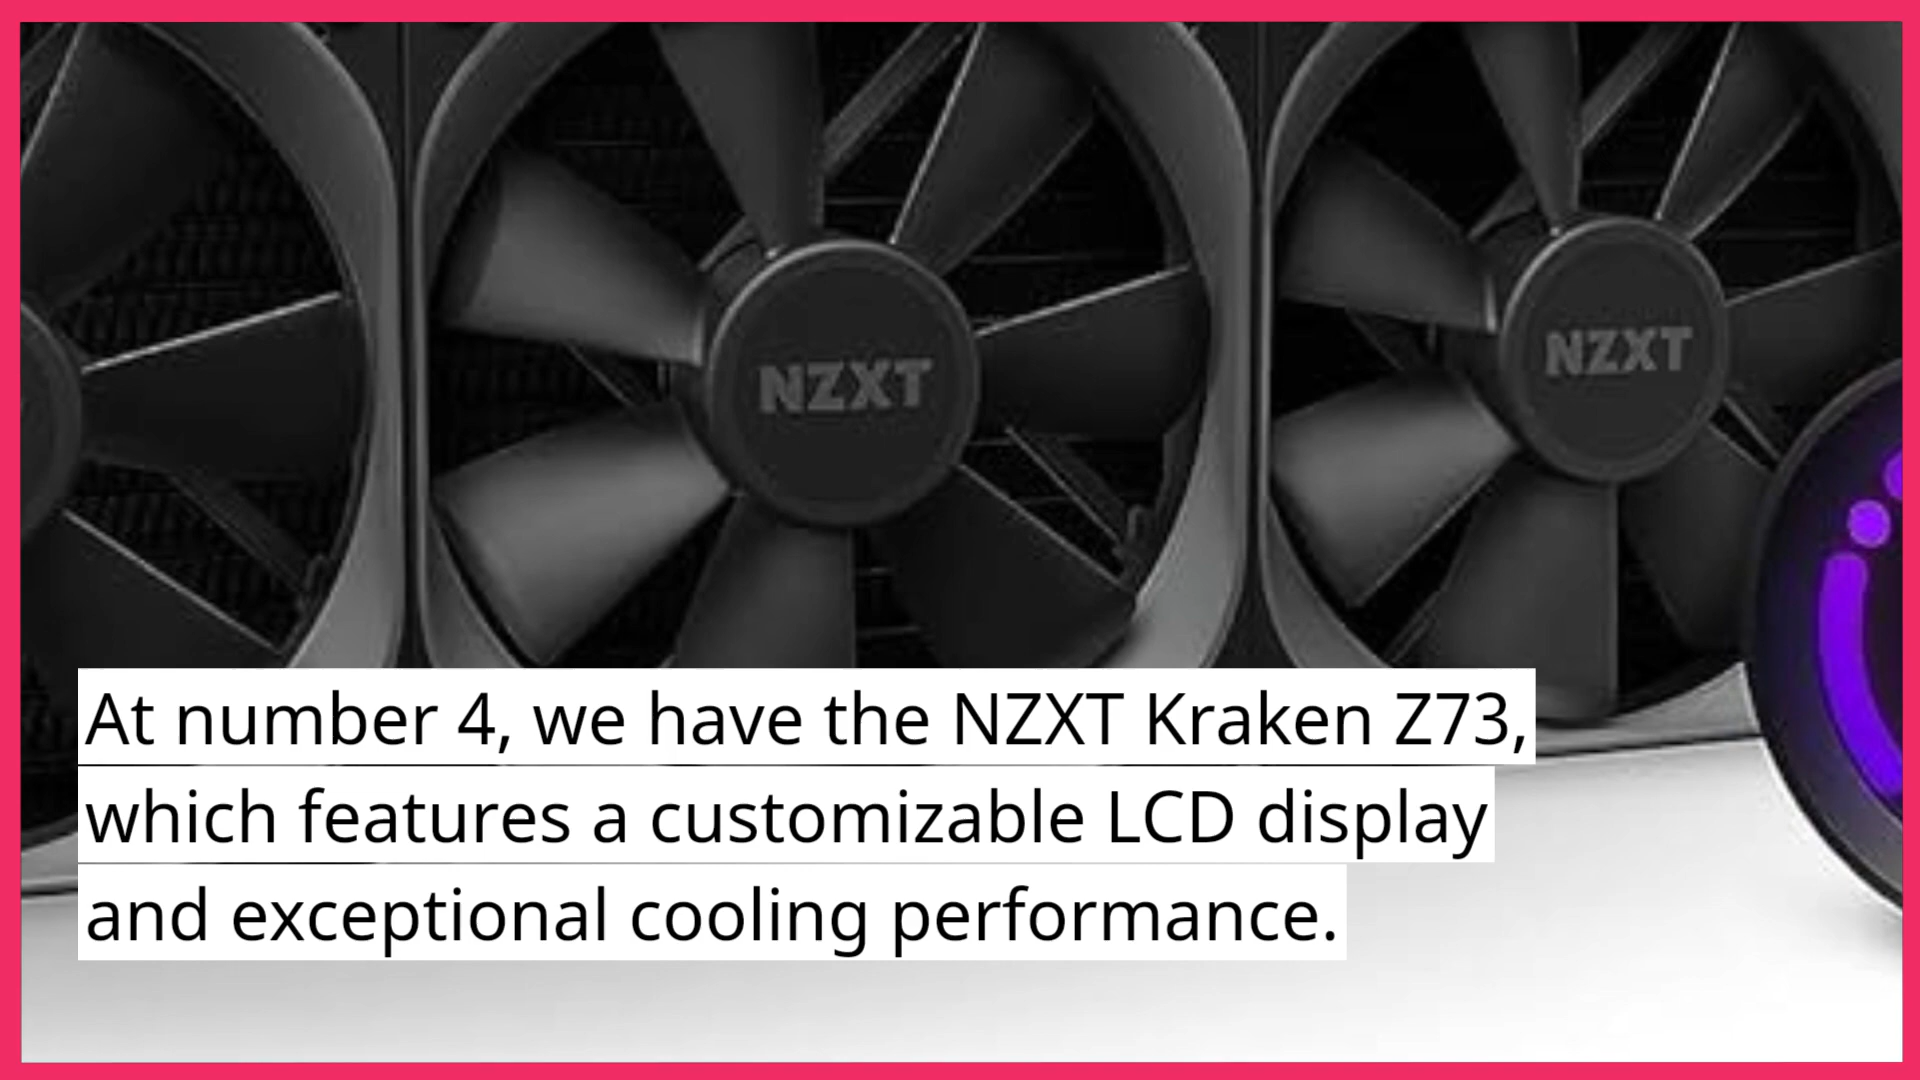 NZXT
NZXT
At number 4, we have the NZXT Kraken Z73,
which features a customizable LCD display
and exceptional cooling performance.